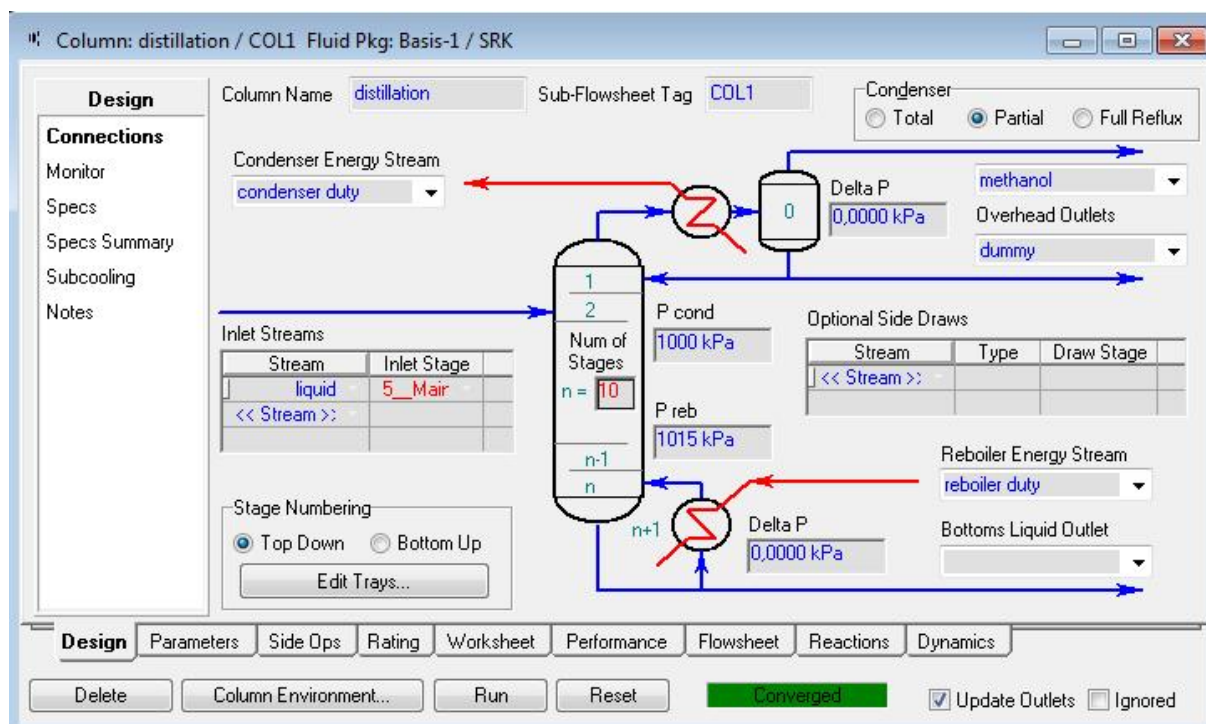 Column: distillation / COL1 Fluid Pkg: Basis-1 / SRK
Design
Connections
Monitor
Specs
Specs Summary
Subcooling
Notes
Column Name distillation Sub-Flowsheet Tag COL1
Condenser
Total Partial Full Reflux
Condenser Energy Stream
condenser duty
0
Delta P
0,0000 kPa
methanol
Overhead Outlets
dummy
Inlet Streams
Stream Inlet Stage
liquid 5__Mair
<< Stream >>
1
2
Num of
Stages
n = 10
n-1
n
n+1
P cond
1000 kPa
P reb
1015 kPa
Optional Side Draws
Stream Type Draw Stage
<< Stream >>
Stage Numbering
Top Down Bottom Up
Edit Trays...
Delta P
0,0000 kPa
Reboiler Energy Stream
reboiler duty
Bottoms Liquid Outlet
Design Parameters Side Ops Rating Worksheet Performance Flowsheet Reactions Dynamics
Delete Column Environment... Run Reset Converged Update Outlets Ignored